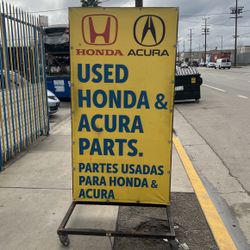 HONDA ACURA
USED
HONDA &
ACURA
PARTS.
PARTES USADAS
PARA HONDA &
ACURA